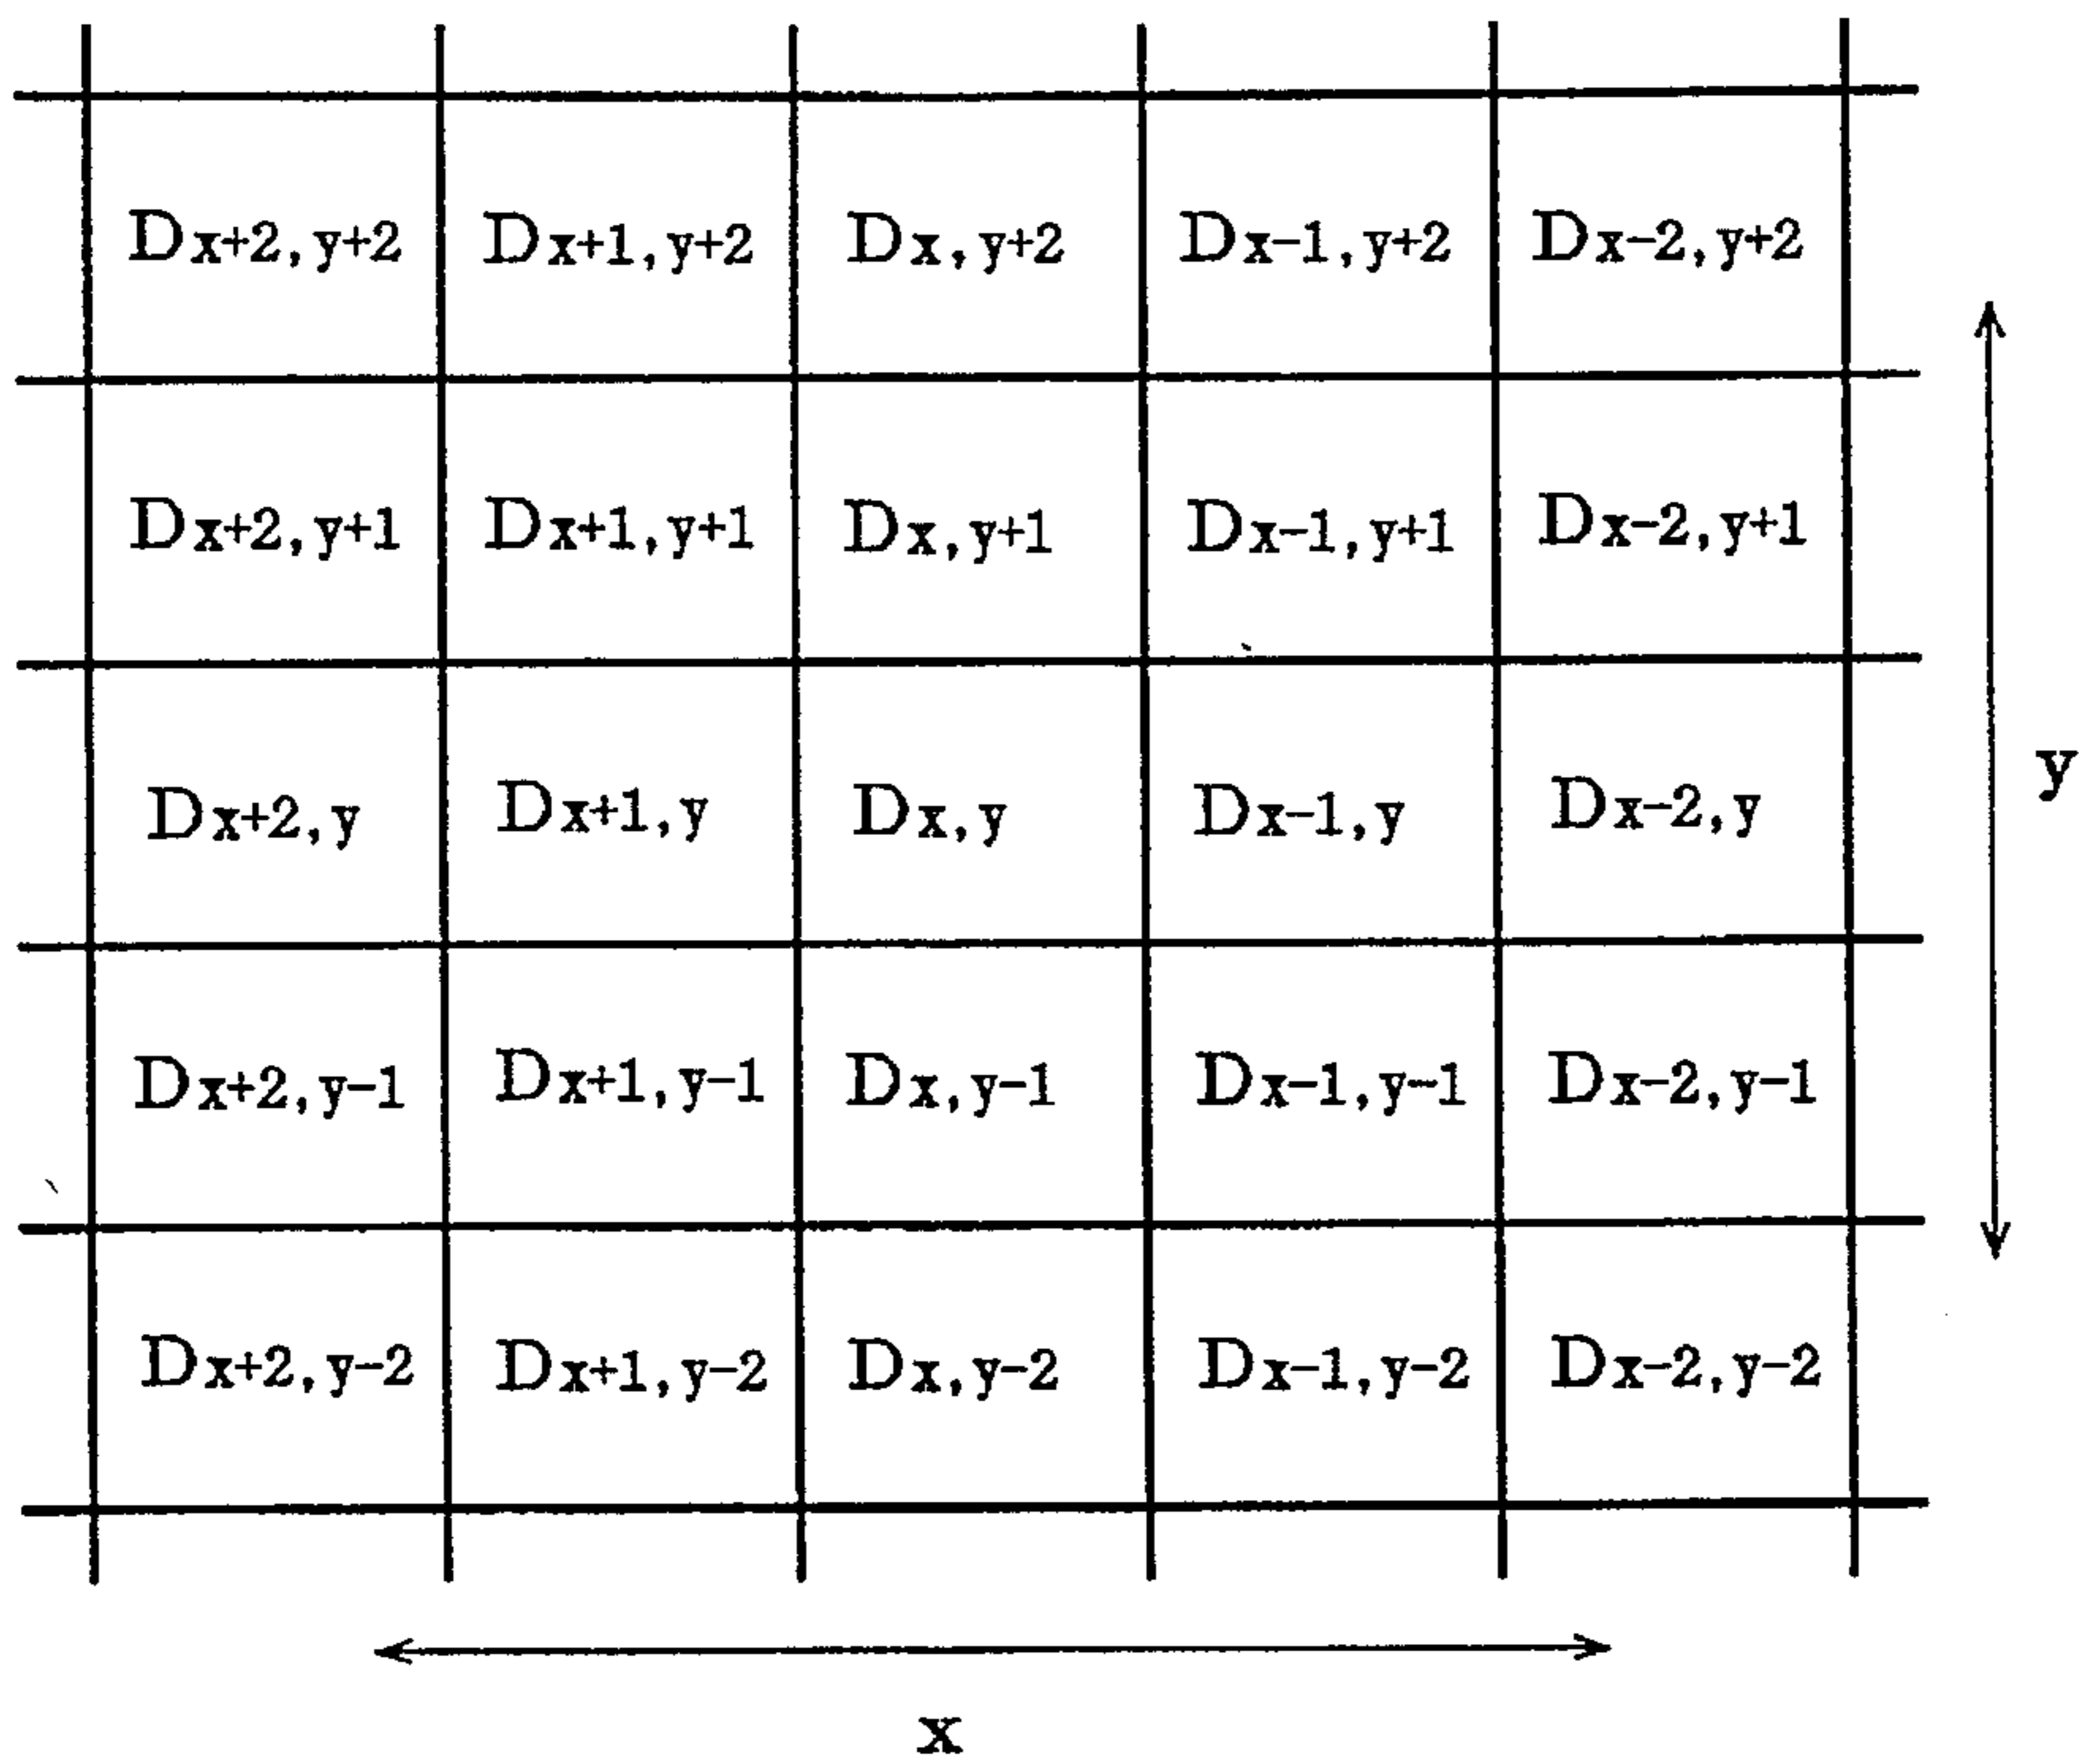 Dx+2,y+2 Dx+1,y+2 Dx,y+2 Dx−1,y+2 Dx−2,y+2
Dx+2,y+1 Dx+1,y+1 Dx,y+1 Dx−1,y+1 Dx−2,y+1
Dx+2,y Dx+1,y Dx,y Dx−1,y Dx−2,y
y
Dx+2,y−1 Dx+1,y−1 Dx,y−1 Dx−1,y−1 Dx−2,y−1
Dx+2,y−2 Dx+1,y−2 Dx,y−2 Dx−1,y−2 Dx−2,y−2
x